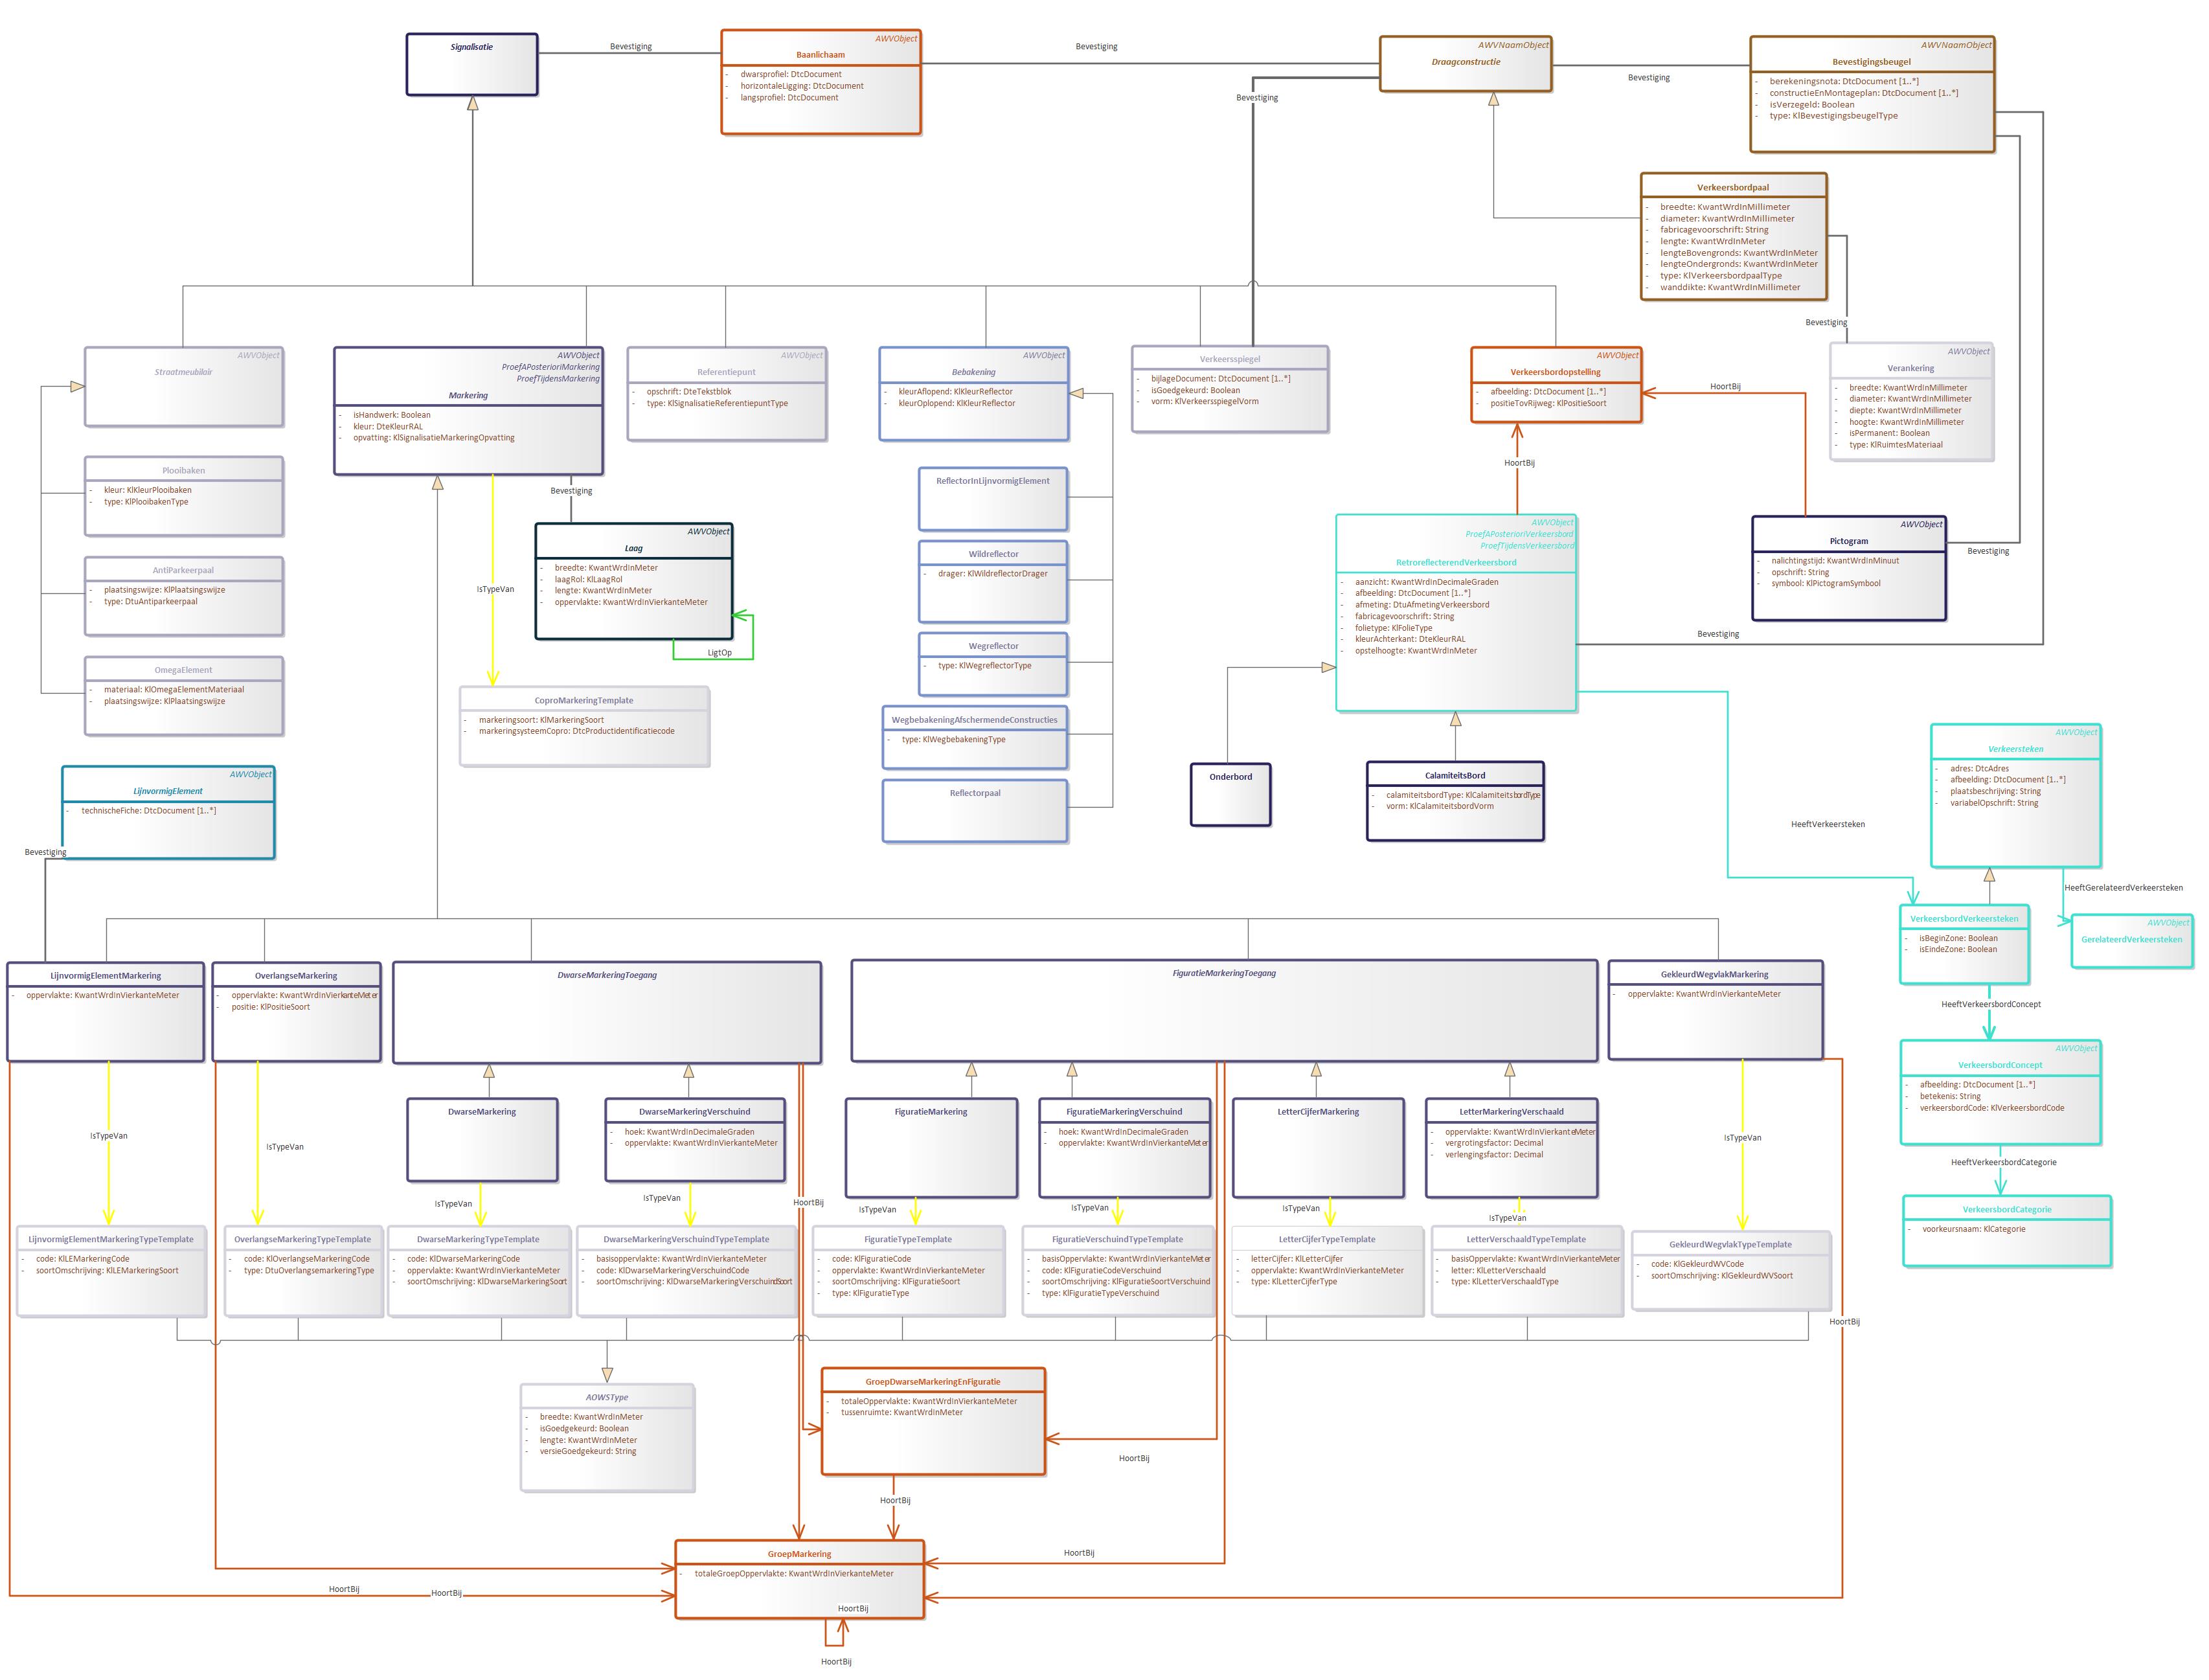 Signalisatie
Bevestiging
AWVObject
Baanlichaam
- dwarsprofiel: DtcDocument
- horizontaleLigging: DtcDocument
- langsprofiel: DtcDocument
Bevestiging
AWVNaamObject
Draagconstructie
Bevestiging
Bevestiging
AWVNaamObject
Bevestigingsbeugel
- berekeningsnota: DtcDocument [1..*]
- constructieEnMontageplan: DtcDocument [1..*]
- isVerzegeld: Boolean
- type: KlBevestigingsbeugelType
Verkeersbordpaal
- breedte: KwantWrdInMillimeter
- diameter: KwantWrdInMillimeter
- fabricagevoorschrift: String
- lengte: KwantWrdInMeter
- lengteBovengronds: KwantWrdInMeter
- lengteOndergronds: KwantWrdInMeter
- type: KlVerkeersbordpaalType
- wanddikte: KwantWrdInMillimeter
Bevestiging
AWVObject
Straatmeubilair
AWVObject
ProefAPosterioriMarkering
ProefTijdensMarkering
Markering
- isHandwerk: Boolean
- kleur: DteKleurRAL
- opvatting: KlSignalisatieMarkeringOpvatting
AWVObject
Referentiepunt
- opschrift: DteTekstblok
- type: KlSignalisatieReferentiepuntType
AWVObject
Bebakening
- kleurAflopend: KlKleurReflector
- kleurOplopend: KlKleurReflector
Verkeersspiegel
- bijlageDocument: DtcDocument [1..*]
- isGoedgekeurd: Boolean
- vorm: KlVerkeersspiegelVorm
AWVObject
Verkeersbordopstelling
- afbeelding: DtcDocument [1..*]
- positieTovRijweg: KlPositieSoort
HoortBij
AWVObject
Verankering
- breedte: KwantWrdInMillimeter
- diameter: KwantWrdInMillimeter
- diepte: KwantWrdInMillimeter
- hoogte: KwantWrdInMillimeter
- isPermanent: Boolean
- type: KlRuimtesMateriaal
Plooibaken
- kleur: KlKleurPlooibaken
- type: KlPlooibakenType
Bevestiging
HoortBij
ReflectorInLijnvormigElement
AWVObject
Laag
- breedte: KwantWrdInMeter
- laagRol: KlLaagRol
- lengte: KwantWrdInMeter
- oppervlakte: KwantWrdInVierkanteMeter
LigtOp
IsTypeVan
AWVObject
ProefAPosterioriVerkeersbord
ProefTijdensVerkeersbord
RetroreflecterendVerkeersbord
- aanzicht: KwantWrdInDecimaleGraden
- afbeelding: DtcDocument [1..*]
- afmeting: DtuAfmetingVerkeersbord
- fabricagevoorschrift: String
- folietype: KlFolieType
- kleurAchterkant: DteKleurRAL
- opstelhoogte: KwantWrdInMeter
AWVObject
Pictogram
- nalichtingstijd: KwantWrdInMinuut
- opschrift: String
- symbool: KlPictogramSymbool
Bevestiging
Bevestiging
AntiParkeerpaal
- plaatsingswijze: KlPlaatsingswijze
- type: DtuAntiparkeerpaal
Wildreflector
- drager: KlWildreflectorDrager
Wegreflector
- type: KlWegreflectorType
OmegaElement
- materiaal: KlOmegaElementMateriaal
- plaatsingswijze: KlPlaatsingswijze
CoproMarkeringTemplate
- markeringsoort: KlMarkeringSoort
- markeringsysteemCopro: DtcProductidentificatiecode
WegbebakeningAfschermendeConstructies
- type: KlWegbebakeningType
Reflectorpaal
Onderbord
CalamiteitsBord
- calamiteitsbordType: KlCalamiteitsbordType
- vorm: KlCalamiteitsbordVorm
AWVObject
LijnvormigElement
- technischeFiche: DtcDocument [1..*]
Bevestiging
AWVObject
Verkeersteken
- adres: DtcAdres
- afbeelding: DtcDocument [1..*]
- plaatsbeschrijving: String
- variabelOpschrift: String
HeeftVerkeersteken
HeeftGerelateerdVerkeersteken
VerkeersbordVerkeersteken
- isBeginZone: Boolean
- isEindeZone: Boolean
AWVObject
GerelateerdVerkeersteken
HeeftVerkeersbordConcept
AWVObject
VerkeersbordConcept
- afbeelding: DtcDocument [1..*]
- betekenis: String
- verkeersbordCode: KlVerkeersbordCode
HeeftVerkeersbordCategorie
VerkeersbordCategorie
- voorkeursnaam: KlCategorie
LijnvormigElementMarkering
- oppervlakte: KwantWrdInVierkanteMeter
OverlangseMarkering
- oppervlakte: KwantWrdInVierkanteMeter
- positie: KlPositieSoort
DwarseMarkeringToegang
FiguratieMarkeringToegang
GekleurdWegvlakMarkering
- oppervlakte: KwantWrdInVierkanteMeter
DwarseMarkering
DwarseMarkeringVerschuind
- hoek: KwantWrdInDecimaleGraden
- oppervlakte: KwantWrdInVierkanteMeter
FiguratieMarkering
FiguratieMarkeringVerschuind
- hoek: KwantWrdInDecimaleGraden
- oppervlakte: KwantWrdInVierkanteMeter
LetterCijferMarkering
LetterMarkeringVerschaald
- oppervlakte: KwantWrdInVierkanteMeter
- vergrotingsfactor: Decimal
- verlengingsfactor: Decimal
IsTypeVan
IsTypeVan
IsTypeVan
IsTypeVan
IsTypeVan
HoortBij
IsTypeVan
IsTypeVan
IsTypeVan
IsTypeVan
LijnvormigElementMarkeringTypeTemplate
- code: KlLEMarkeringCode
- soortOmschrijving: KlLEMarkeringSoort
OverlangseMarkeringTypeTemplate
- code: KlOverlangseMarkeringCode
- type: DtuOverlangsemarkeringType
DwarseMarkeringTypeTemplate
- code: KlDwarseMarkeringCode
- oppervlakte: KwantWrdInVierkanteMeter
- soortOmschrijving: KlDwarseMarkeringSoort
DwarseMarkeringVerschuindTypeTemplate
- basisoppervlakte: KwantWrdInVierkanteMeter
- code: KlDwarseMarkeringVerschuindCode
- soortOmschrijving: KlDwarseMarkeringVerschuindSoort
FiguratieTypeTemplate
- code: KlFiguratieCode
- oppervlakte: KwantWrdInVierkanteMeter
- soortOmschrijving: KlFiguratieSoort
- type: KlFiguratieType
FiguratieVerschuindTypeTemplate
- basisOppervlakte: KwantWrdInVierkanteMeter
- code: KlFiguratieCodeVerschuind
- soortOmschrijving: KlFiguratieSoortVerschuind
- type: KlFiguratieTypeVerschuind
LetterCijferTypeTemplate
- letterCijfer: KlLetterCijfer
- oppervlakte: KwantWrdInVierkanteMeter
- type: KlLetterCijferType
LetterVerschaaldTypeTemplate
- basisOppervlakte: KwantWrdInVierkanteMeter
- letter: KlLetterVerschaald
- type: KlLetterVerschaaldType
GekleurdWegvlakTypeTemplate
- code: KlGekleurdWVCode
- soortOmschrijving: KlGekleurdWVSoort
HoortBij
AOWSType
- breedte: KwantWrdInMeter
- isGoedgekeurd: Boolean
- lengte: KwantWrdInMeter
- versieGoedgekeurd: String
GroepDwarseMarkeringEnFiguratie
- totaleOppervlakte: KwantWrdInVierkanteMeter
- tussenruimte: KwantWrdInMeter
HoortBij
HoortBij
GroepMarkering
- totaleGroepOppervlakte: KwantWrdInVierkanteMeter
HoortBij
HoortBij
HoortBij
HoortBij
HoortBij